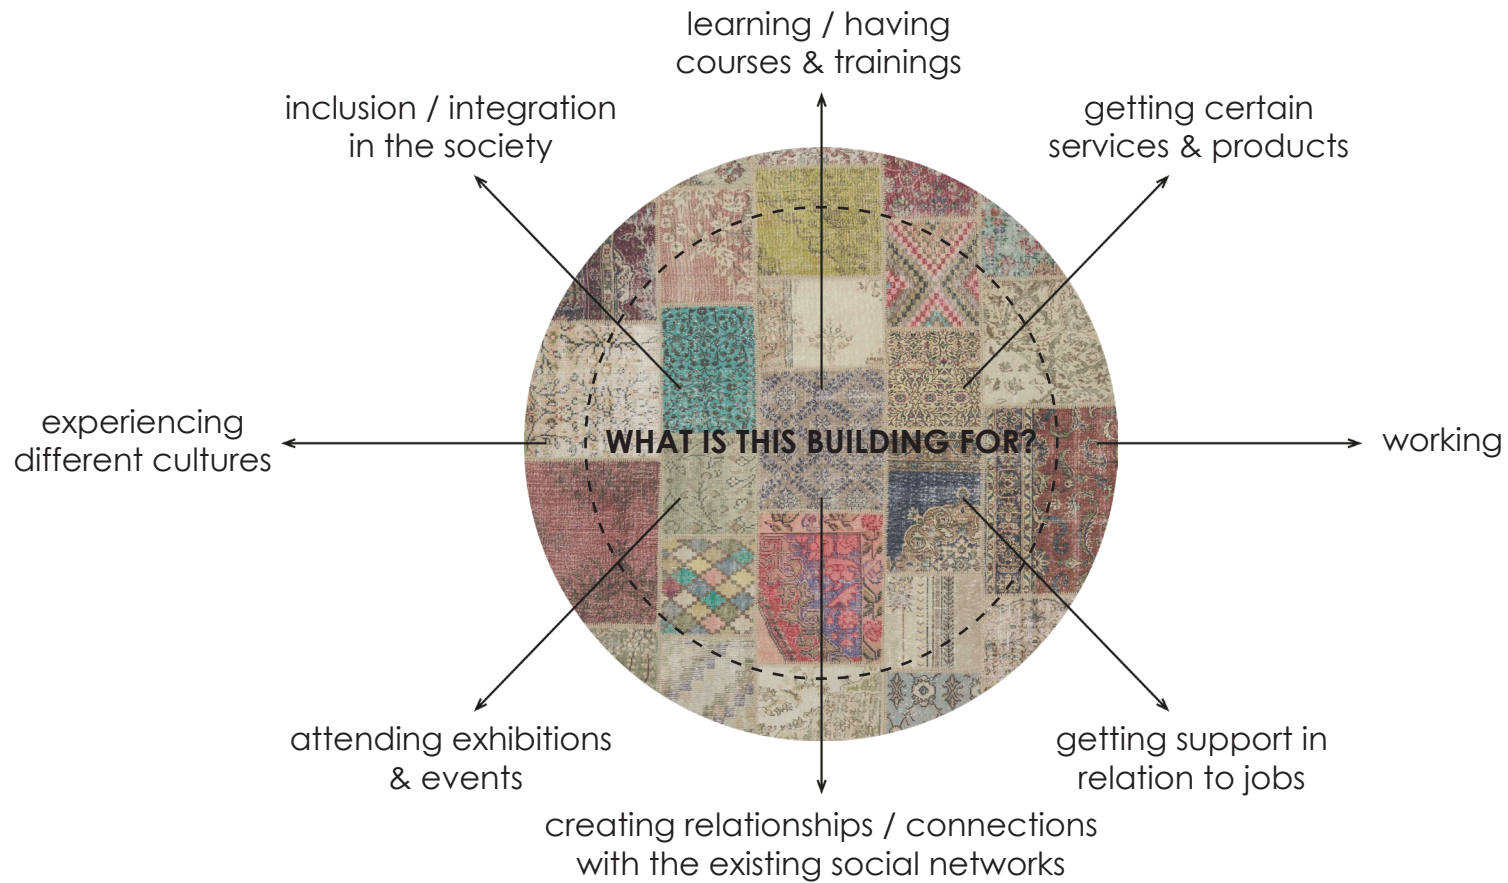 learning / having
courses & trainings
inclusion / integration
in the society
getting certain
services & products
experiencing
different cultures
WHAT IS THIS BUILDING FOR?
working
attending exhibitions
& events
getting support in
relation to jobs
creating relationships / connections
with the existing social networks